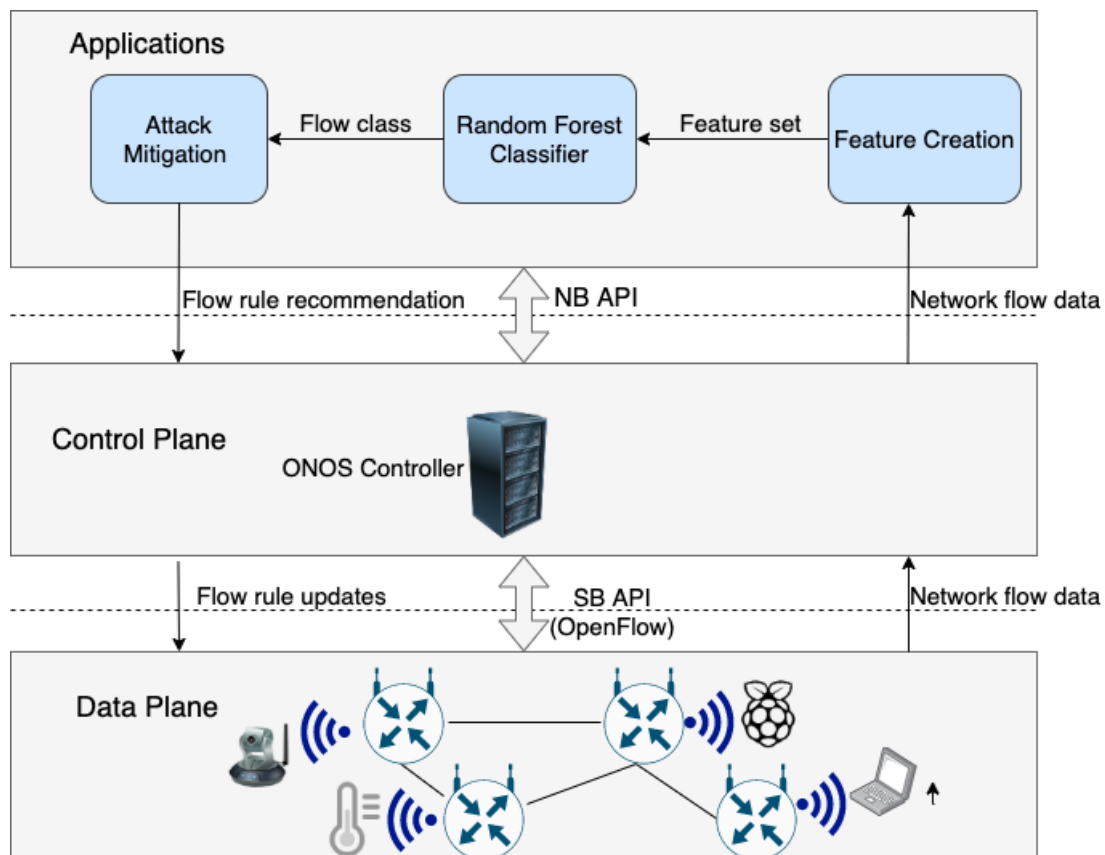 Applications
Attack
Mitigation
Flow class
Random Forest
Classifier
Feature set
Feature Creation
Flow rule recommendation
NB API
Network flow data
Control Plane
ONOS Controller
Flow rule updates
SB API
(OpenFlow)
Network flow data
Data Plane